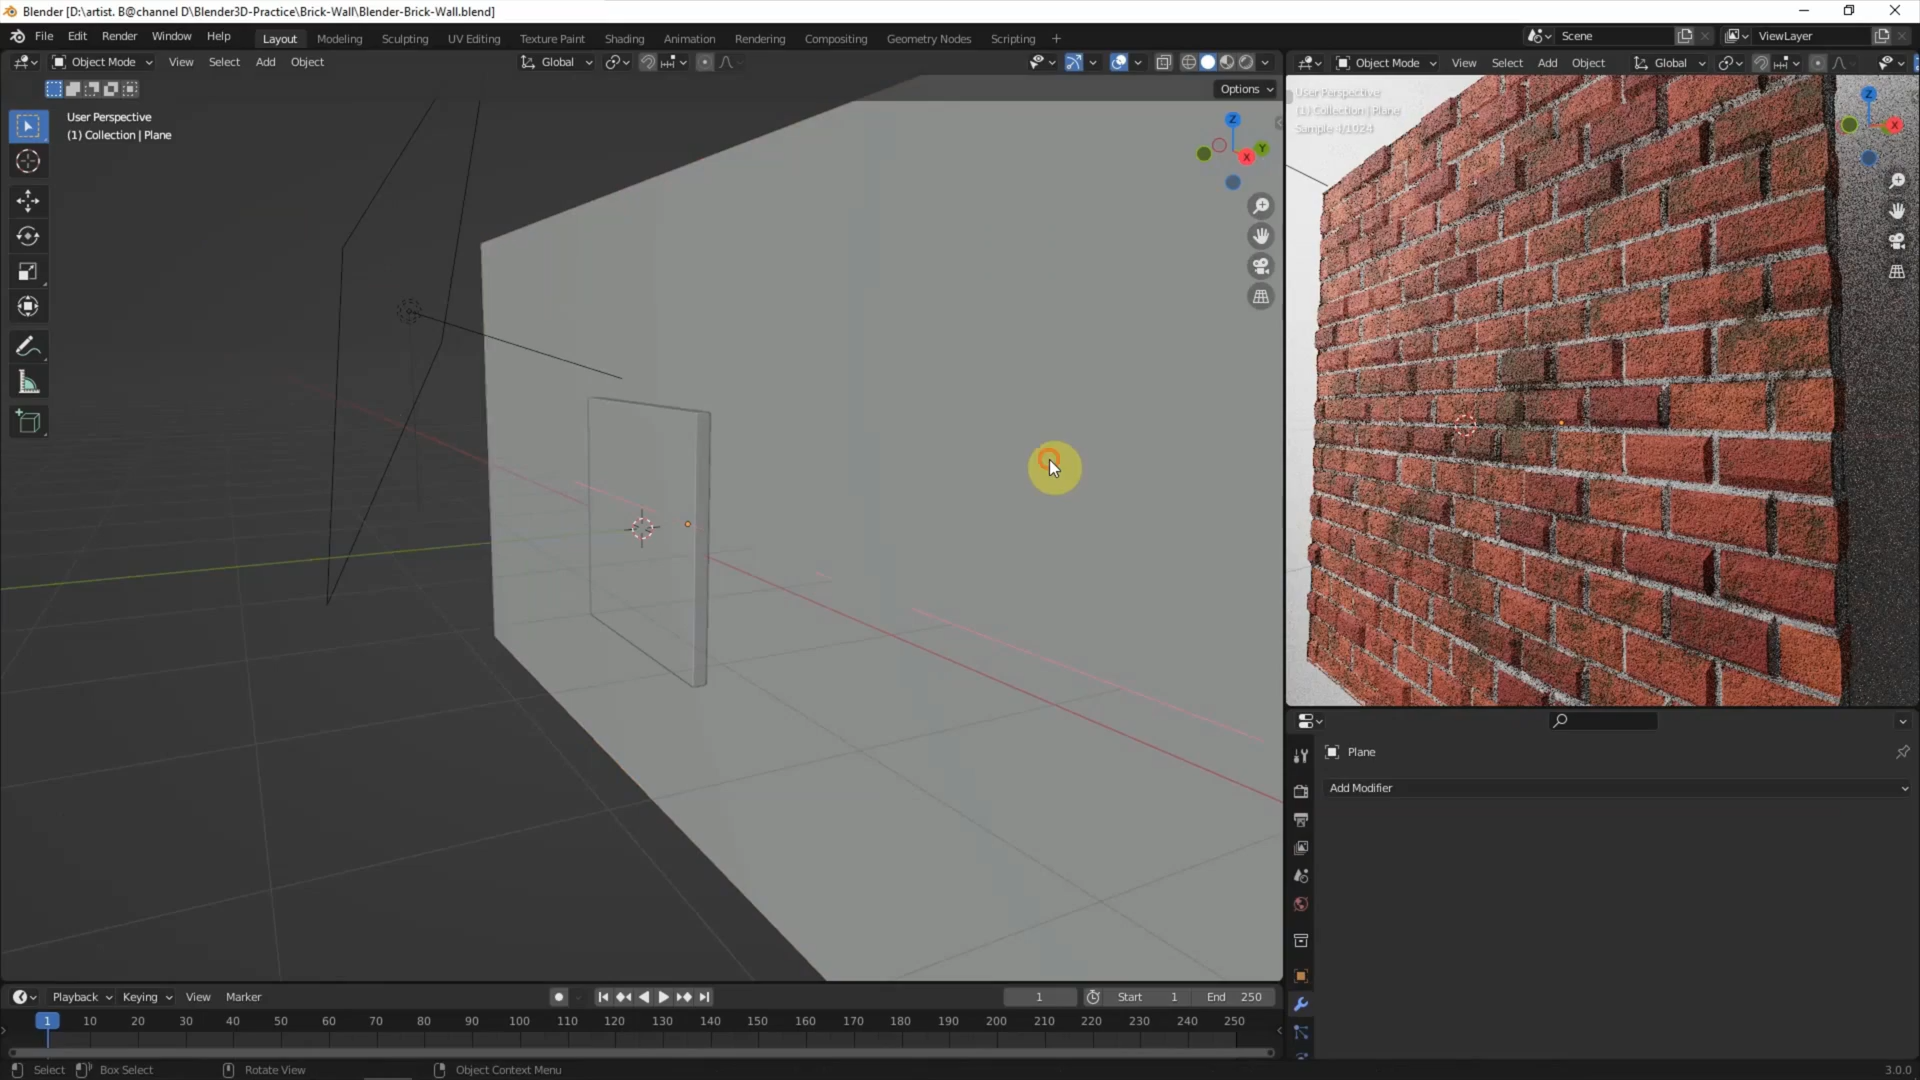 Blender [D:\artist. B@channel D\Blender3D-Practice\Brick-Wall\Blender-Brick-Wall.blend]
File Edit Render Window Help Layout Modeling Sculpting UV Editing Texture Paint Shading Animation Rendering Compositing Geometry Nodes Scripting + Scene ViewLayer
Object Mode View Select Add Object Global Object Mode View Select Add Object Global
Options
User Perspective
(1) Collection | Plane
User Perspective
(1) Collection | Plane
Sample 4/1024
Z
Y
X
Z
X
Plane
Add Modifier
Playback Keying View Marker 1 Start 1 End 250
1 10 20 30 40 50 60 70 80 90 100 110 120 130 140 150 160 170 180 190 200 210 220 230 240 250
Select Box Select Rotate View Object Context Menu 3.0.0